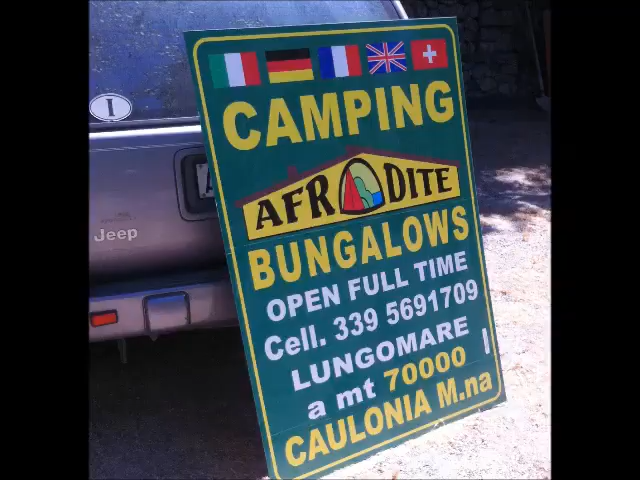 CAMPING
AFRODITE
BUNGALOWS
OPEN FULL TIME
Cell. 339 5691709
LUNGOMARE
a mt 70000
CAULONIA M.na
I
Jeep